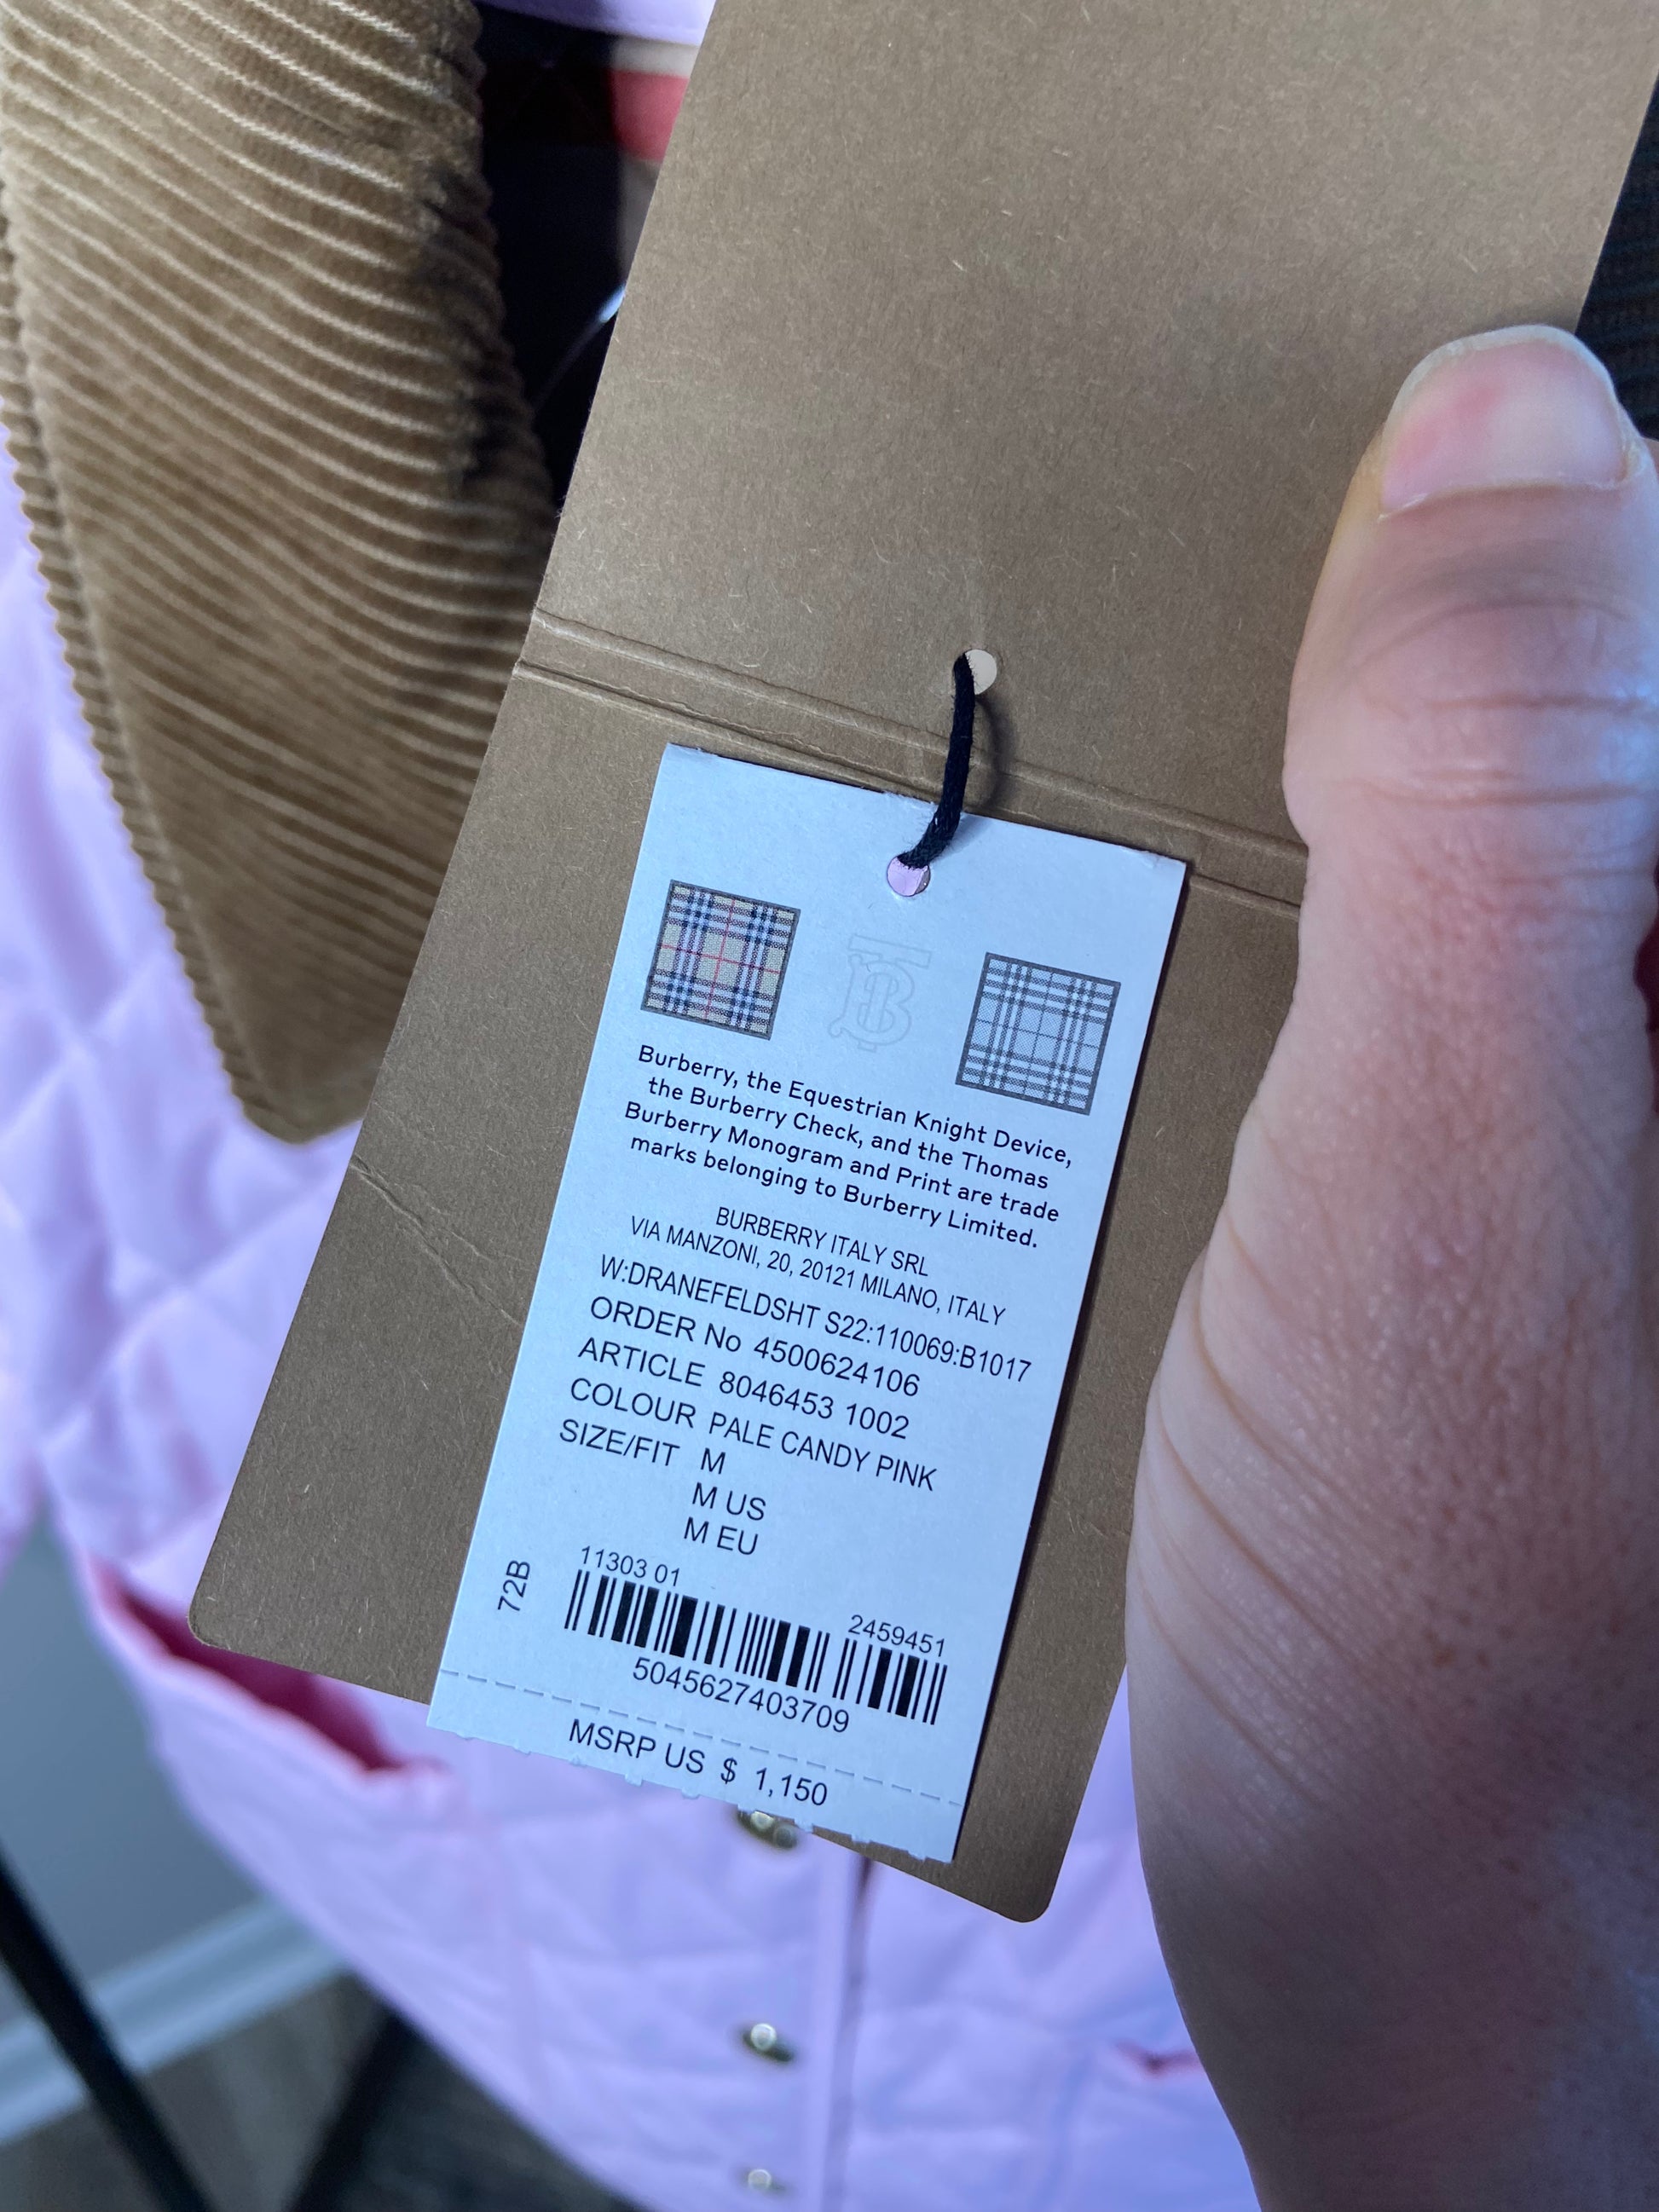 Burberry, the Equestrian Knight Device,
the Burberry Check, and the Thomas
Burberry Monogram and Print are trade
marks belonging to Burberry Limited.
BURBERRY ITALY SRL
VIA MANZONI, 20, 20121 MILANO, ITALY
W:DRANEFELDSHT S22:110069:B1017
ORDER No 4500624106
ARTICLE 8046453 1002
COLOUR PALE CANDY PINK
SIZE/FIT M
M US
M EU
72B
11303 01
2459451
5045627403709
MSRP US $ 1,150